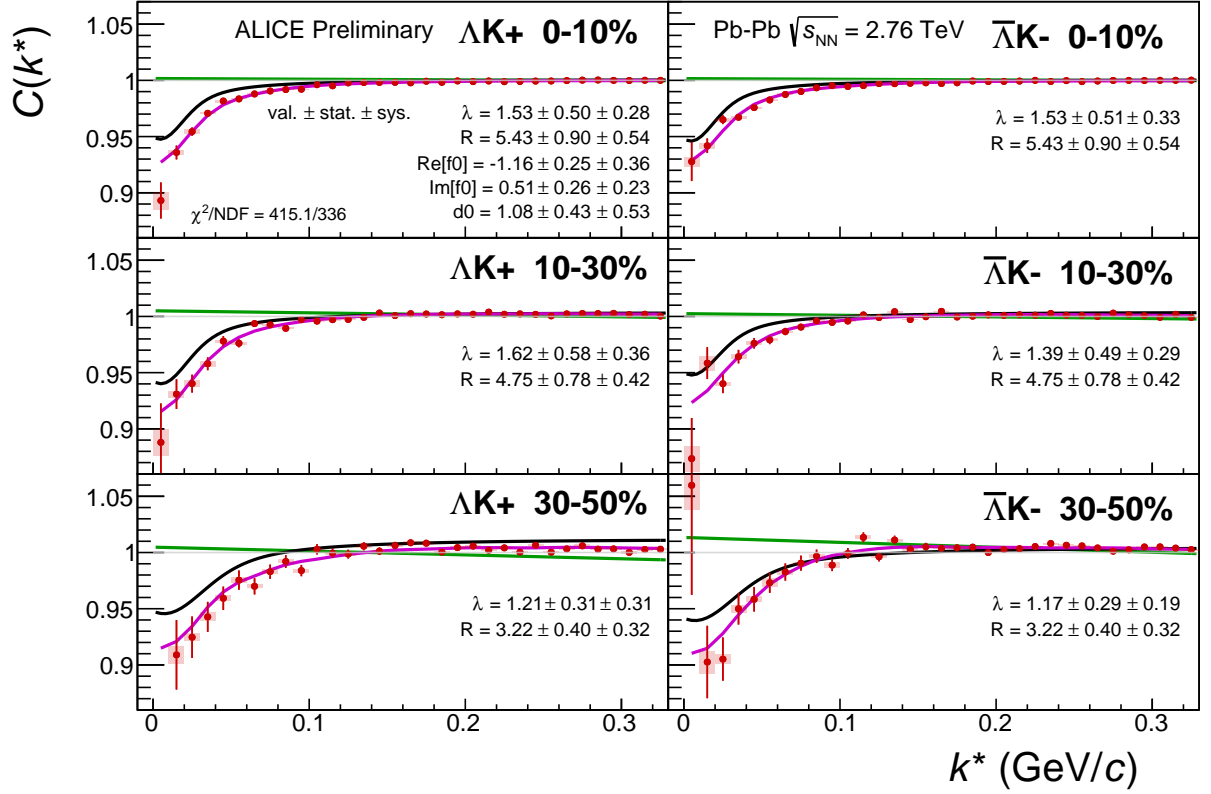 C(k*)
ALICE Preliminary ΛK+ 0-10%
1.05
1
0.95
0.9
val. ± stat. ± sys.
λ = 1.53 ± 0.50 ± 0.28
R = 5.43 ± 0.90 ± 0.54
Re[f0] = -1.16 ± 0.25 ± 0.36
Im[f0] = 0.51 ± 0.26 ± 0.23
d0 = 1.08 ± 0.43 ± 0.53
χ²/NDF = 415.1/336
Pb-Pb √sNN = 2.76 TeV Λ̅K- 0-10%
λ = 1.53 ± 0.51 ± 0.33
R = 5.43 ± 0.90 ± 0.54
ΛK+ 10-30%
1.05
1
0.95
0.9
λ = 1.62 ± 0.58 ± 0.36
R = 4.75 ± 0.78 ± 0.42
Λ̅K- 10-30%
λ = 1.39 ± 0.49 ± 0.29
R = 4.75 ± 0.78 ± 0.42
ΛK+ 30-50%
1.05
1
0.95
0.9
λ = 1.21 ± 0.31 ± 0.31
R = 3.22 ± 0.40 ± 0.32
Λ̅K- 30-50%
λ = 1.17 ± 0.29 ± 0.19
R = 3.22 ± 0.40 ± 0.32
0 0.1 0.2 0.3
0 0.1 0.2 0.3
k* (GeV/c)